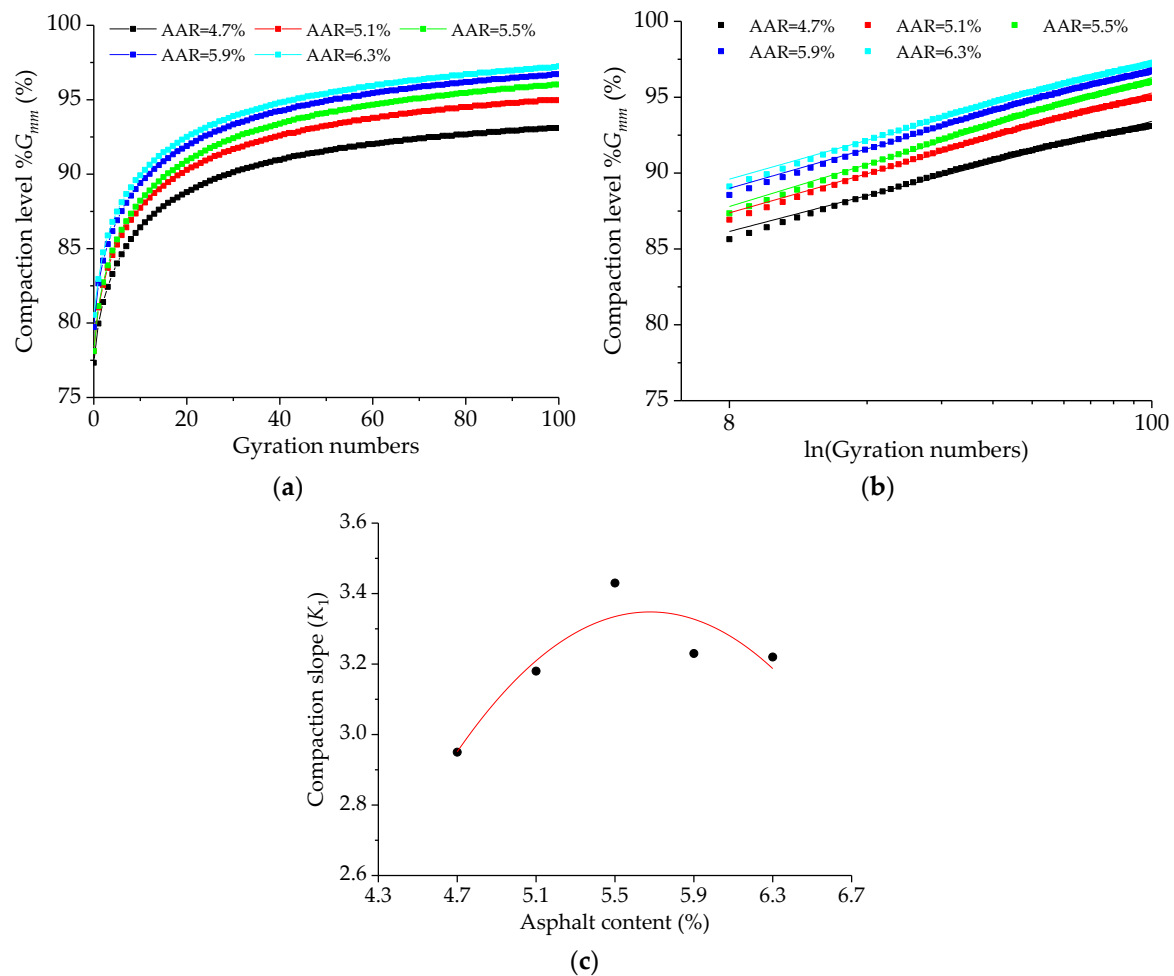 100
95
90
85
80
75
Compaction level %Gmm (%)
AAR=4.7% AAR=5.1% AAR=5.5%
AAR=5.9% AAR=6.3%
0 20 40 60 80 100
Gyration numbers
(a)
100
95
90
85
80
75
Compaction level %Gmm (%)
AAR=4.7% AAR=5.1% AAR=5.5%
AAR=5.9% AAR=6.3%
8 100
ln(Gyration numbers)
(b)
3.6
3.4
3.2
3.0
2.8
2.6
Compaction slope (K1)
4.3 4.7 5.1 5.5 5.9 6.3 6.7
Asphalt content (%)
(c)